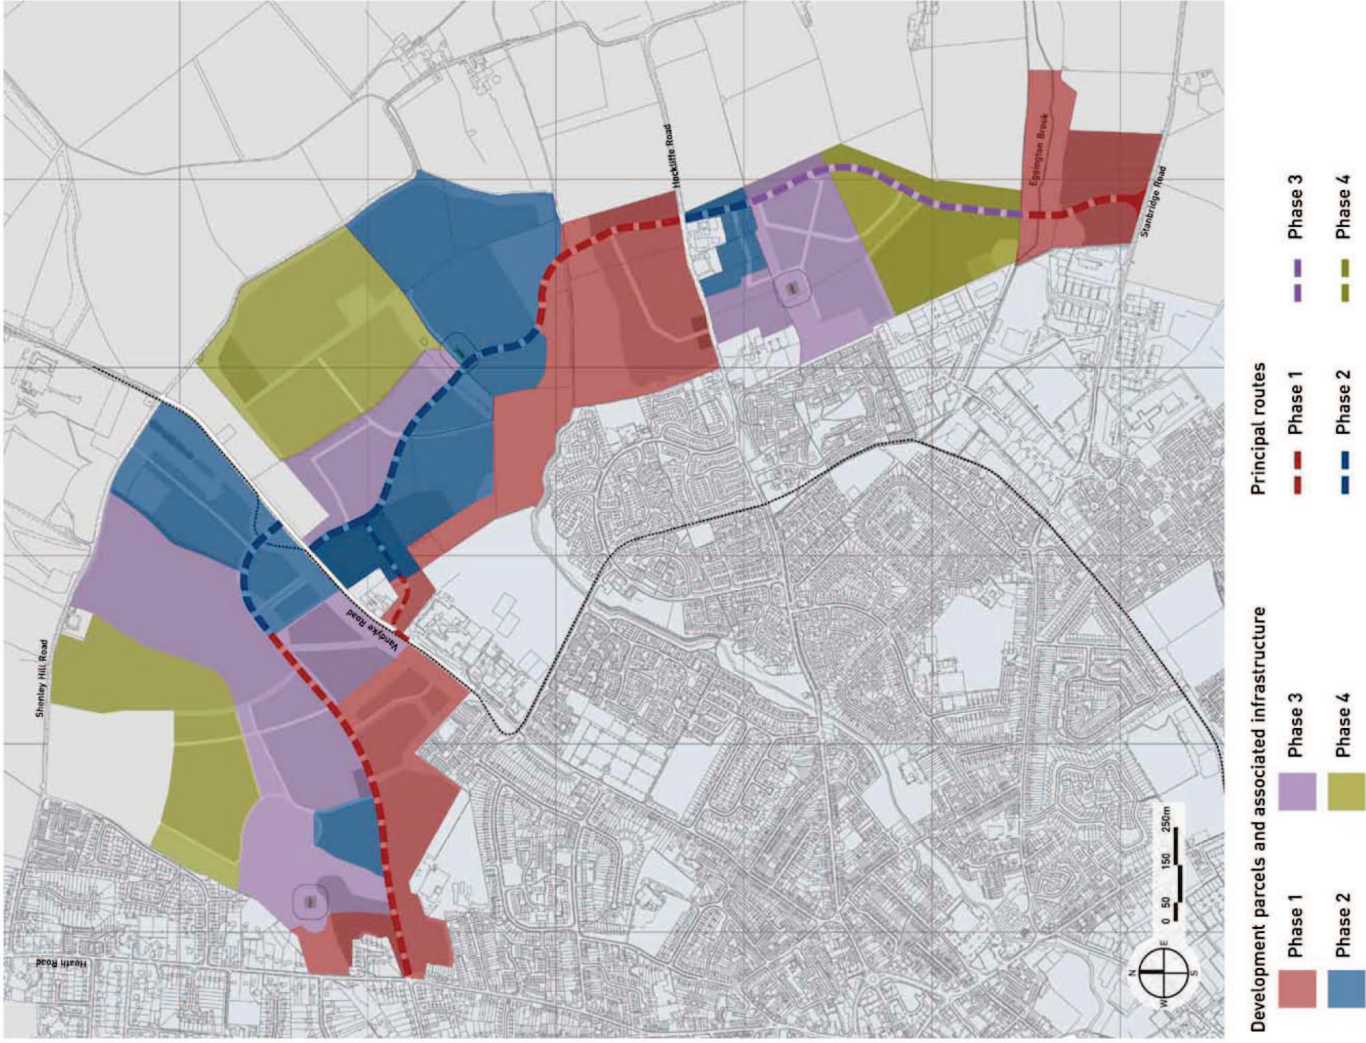 Shenley Hill Road
Heath Road
Vandyke Road
Hockliffe Road
Eggington Brook
Stanbridge Road
N
W
E
S
0 50 150 250m
Development parcels and associated infrastructure
Phase 1
Phase 3
Phase 2
Phase 4
Principal routes
Phase 1
Phase 3
Phase 2
Phase 4